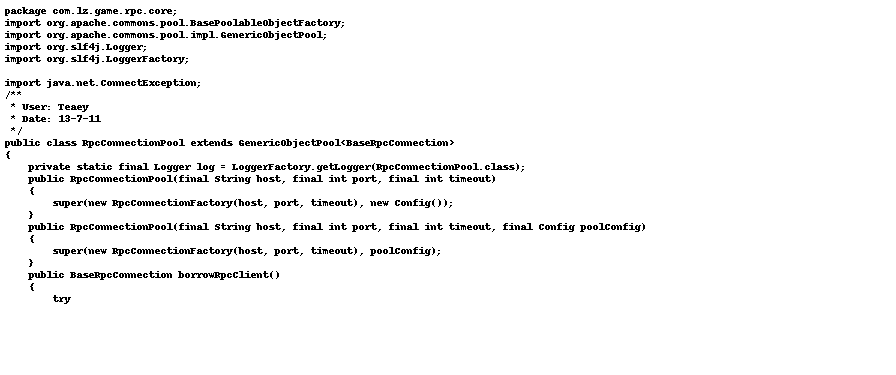 package com.lz.game.rpc.core;
import org.apache.commons.pool.BasePoolableObjectFactory;
import org.apache.commons.pool.impl.GenericObjectPool;
import org.slf4j.Logger;
import org.slf4j.LoggerFactory;

import java.net.ConnectException;
/**
 * User: Teaey
 * Date: 13-7-11
 */
public class RpcConnectionPool extends GenericObjectPool<BaseRpcConnection>
{
    private static final Logger log = LoggerFactory.getLogger(RpcConnectionPool.class);
    public RpcConnectionPool(final String host, final int port, final int timeout)
    {
        super(new RpcConnectionFactory(host, port, timeout), new Config());
    }
    public RpcConnectionPool(final String host, final int port, final int timeout, final Config poolConfig)
    {
        super(new RpcConnectionFactory(host, port, timeout), poolConfig);
    }
    public BaseRpcConnection borrowRpcClient()
    {
        try